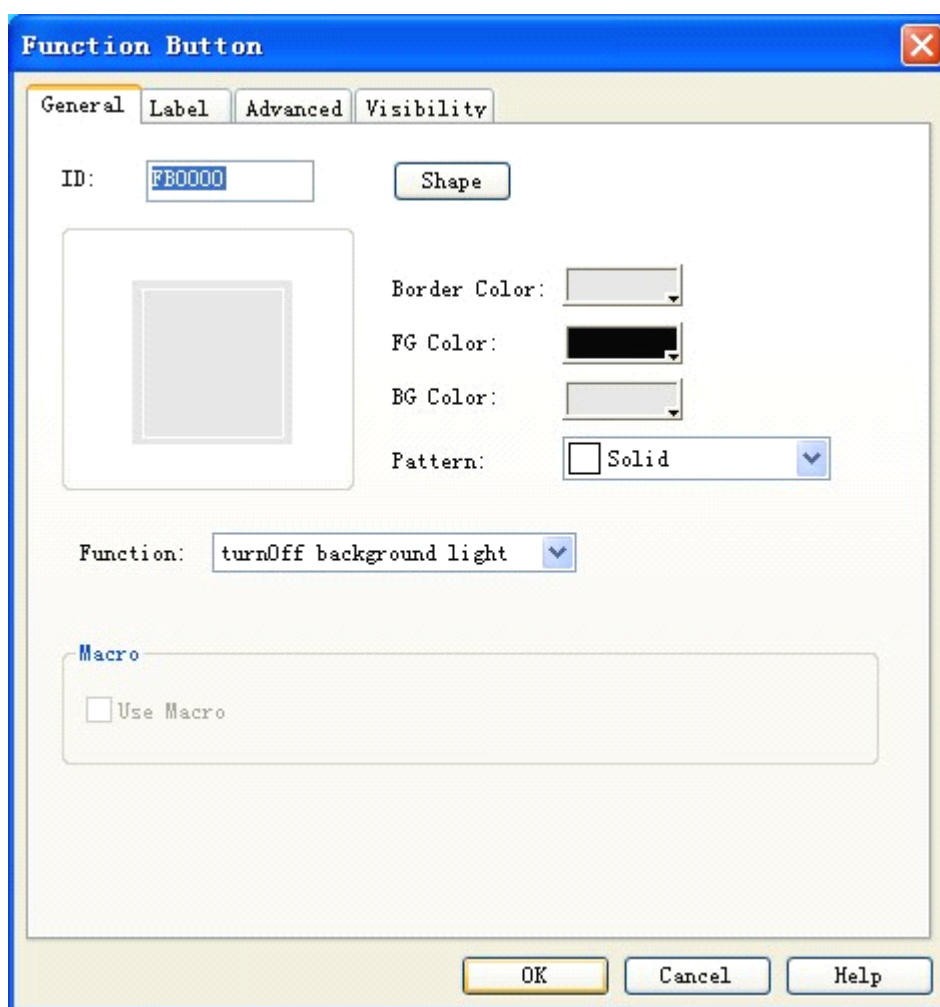 Function Button
General Label Advanced Visibility
ID: FB0000 Shape
Border Color:
FG Color:
BG Color:
Pattern: Solid
Function: turnOff background light
Macro
Use Macro
OK Cancel Help